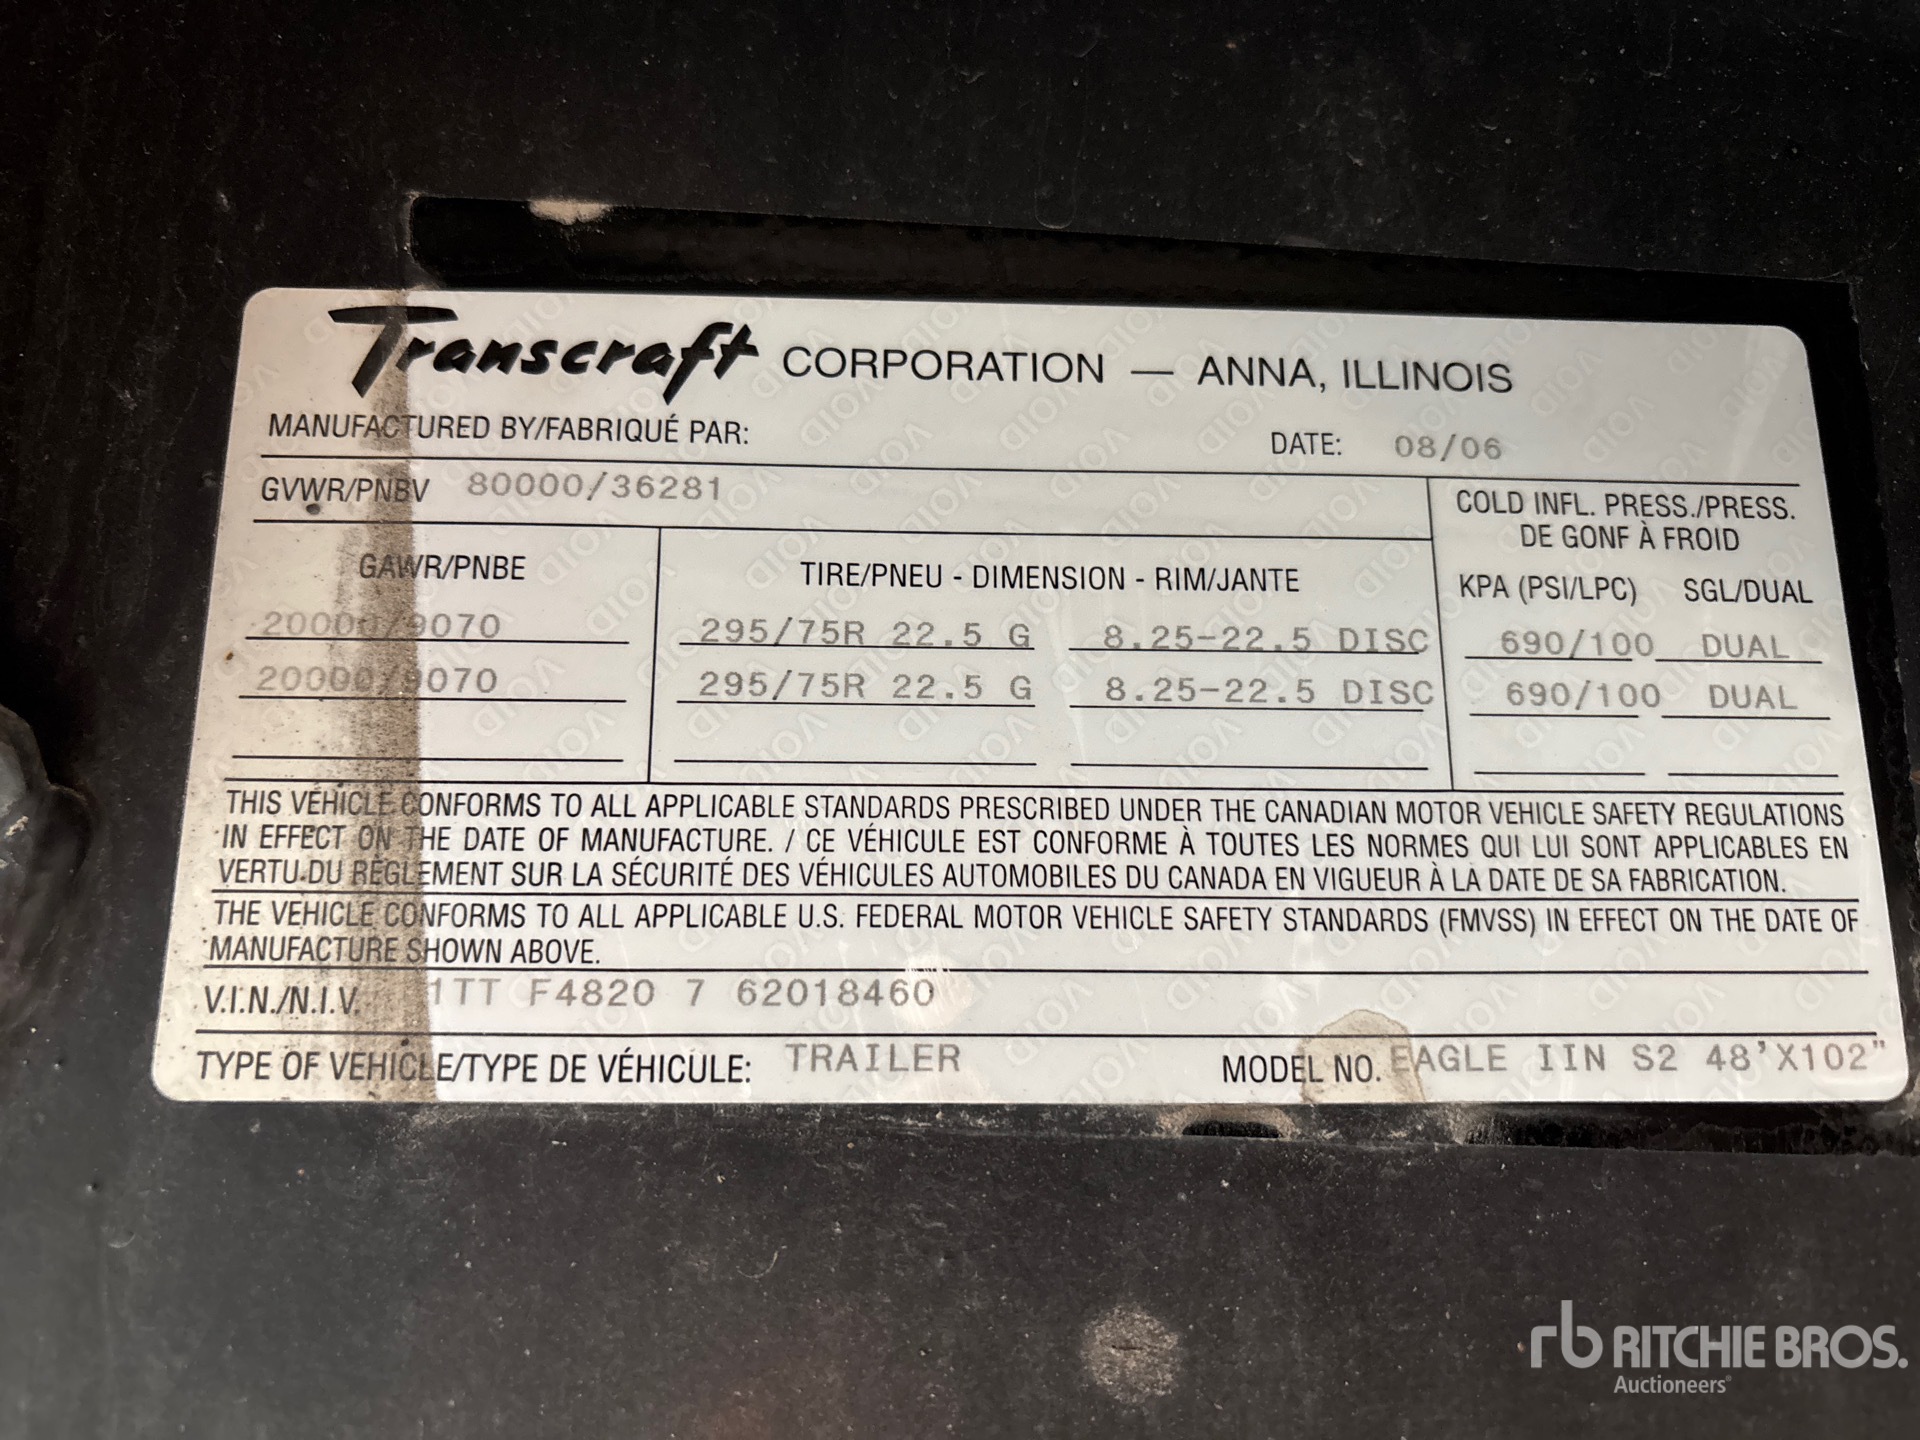 Transcraft CORPORATION — ANNA, ILLINOIS
MANUFACTURED BY/FABRIQUÉ PAR: DATE: 08/06
GVWR/PNBV 80000/36281
COLD INFL. PRESS./PRESS.
DE GONF À FROID
GAWR/PNBE TIRE/PNEU - DIMENSION - RIM/JANTE KPA (PSI/LPC) SGL/DUAL
20000/9070 295/75R 22.5 G 8.25-22.5 DISC 690/100 DUAL
20000/9070 295/75R 22.5 G 8.25-22.5 DISC 690/100 DUAL
THIS VEHICLE CONFORMS TO ALL APPLICABLE STANDARDS PRESCRIBED UNDER THE CANADIAN MOTOR VEHICLE SAFETY REGULATIONS
IN EFFECT ON THE DATE OF MANUFACTURE. / CE VÉHICULE EST CONFORME À TOUTES LES NORMES QUI LUI SONT APPLICABLES EN
VERTU DU RÈGLEMENT SUR LA SÉCURITÉ DES VÉHICULES AUTOMOBILES DU CANADA EN VIGUEUR À LA DATE DE SA FABRICATION.
THE VEHICLE CONFORMS TO ALL APPLICABLE U.S. FEDERAL MOTOR VEHICLE SAFETY STANDARDS (FMVSS) IN EFFECT ON THE DATE OF
MANUFACTURE SHOWN ABOVE.
V.I.N./N.I.V. 1TT F4820 7 62018460
TYPE OF VEHICLE/TYPE DE VÉHICULE: TRAILER MODEL NO. EAGLE IIN S2 48'X102"
rb RITCHIE BROS.
Auctioneers